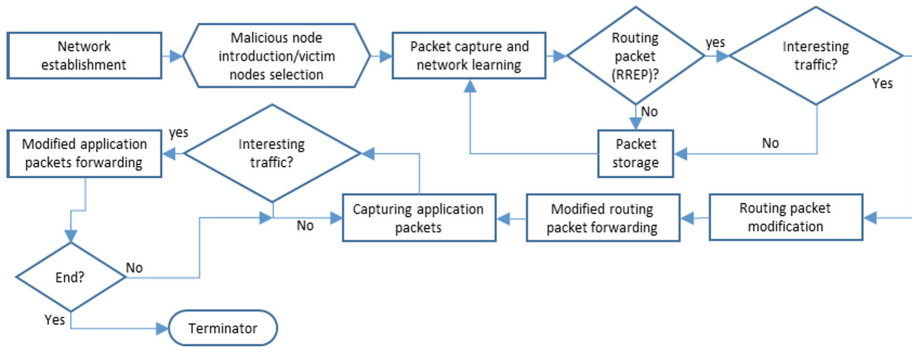 Network
establishment
Malicious node
introduction/victim
nodes selection
Packet capture and
network learning
Routing
packet
(RREP)?
yes
Interesting
traffic?
Yes
No
No
Packet
storage
Modified application
packets forwarding
yes
Interesting
traffic?
No
Capturing application
packets
Modified routing
packet forwarding
Routing packet
modification
End?
No
Yes
Terminator